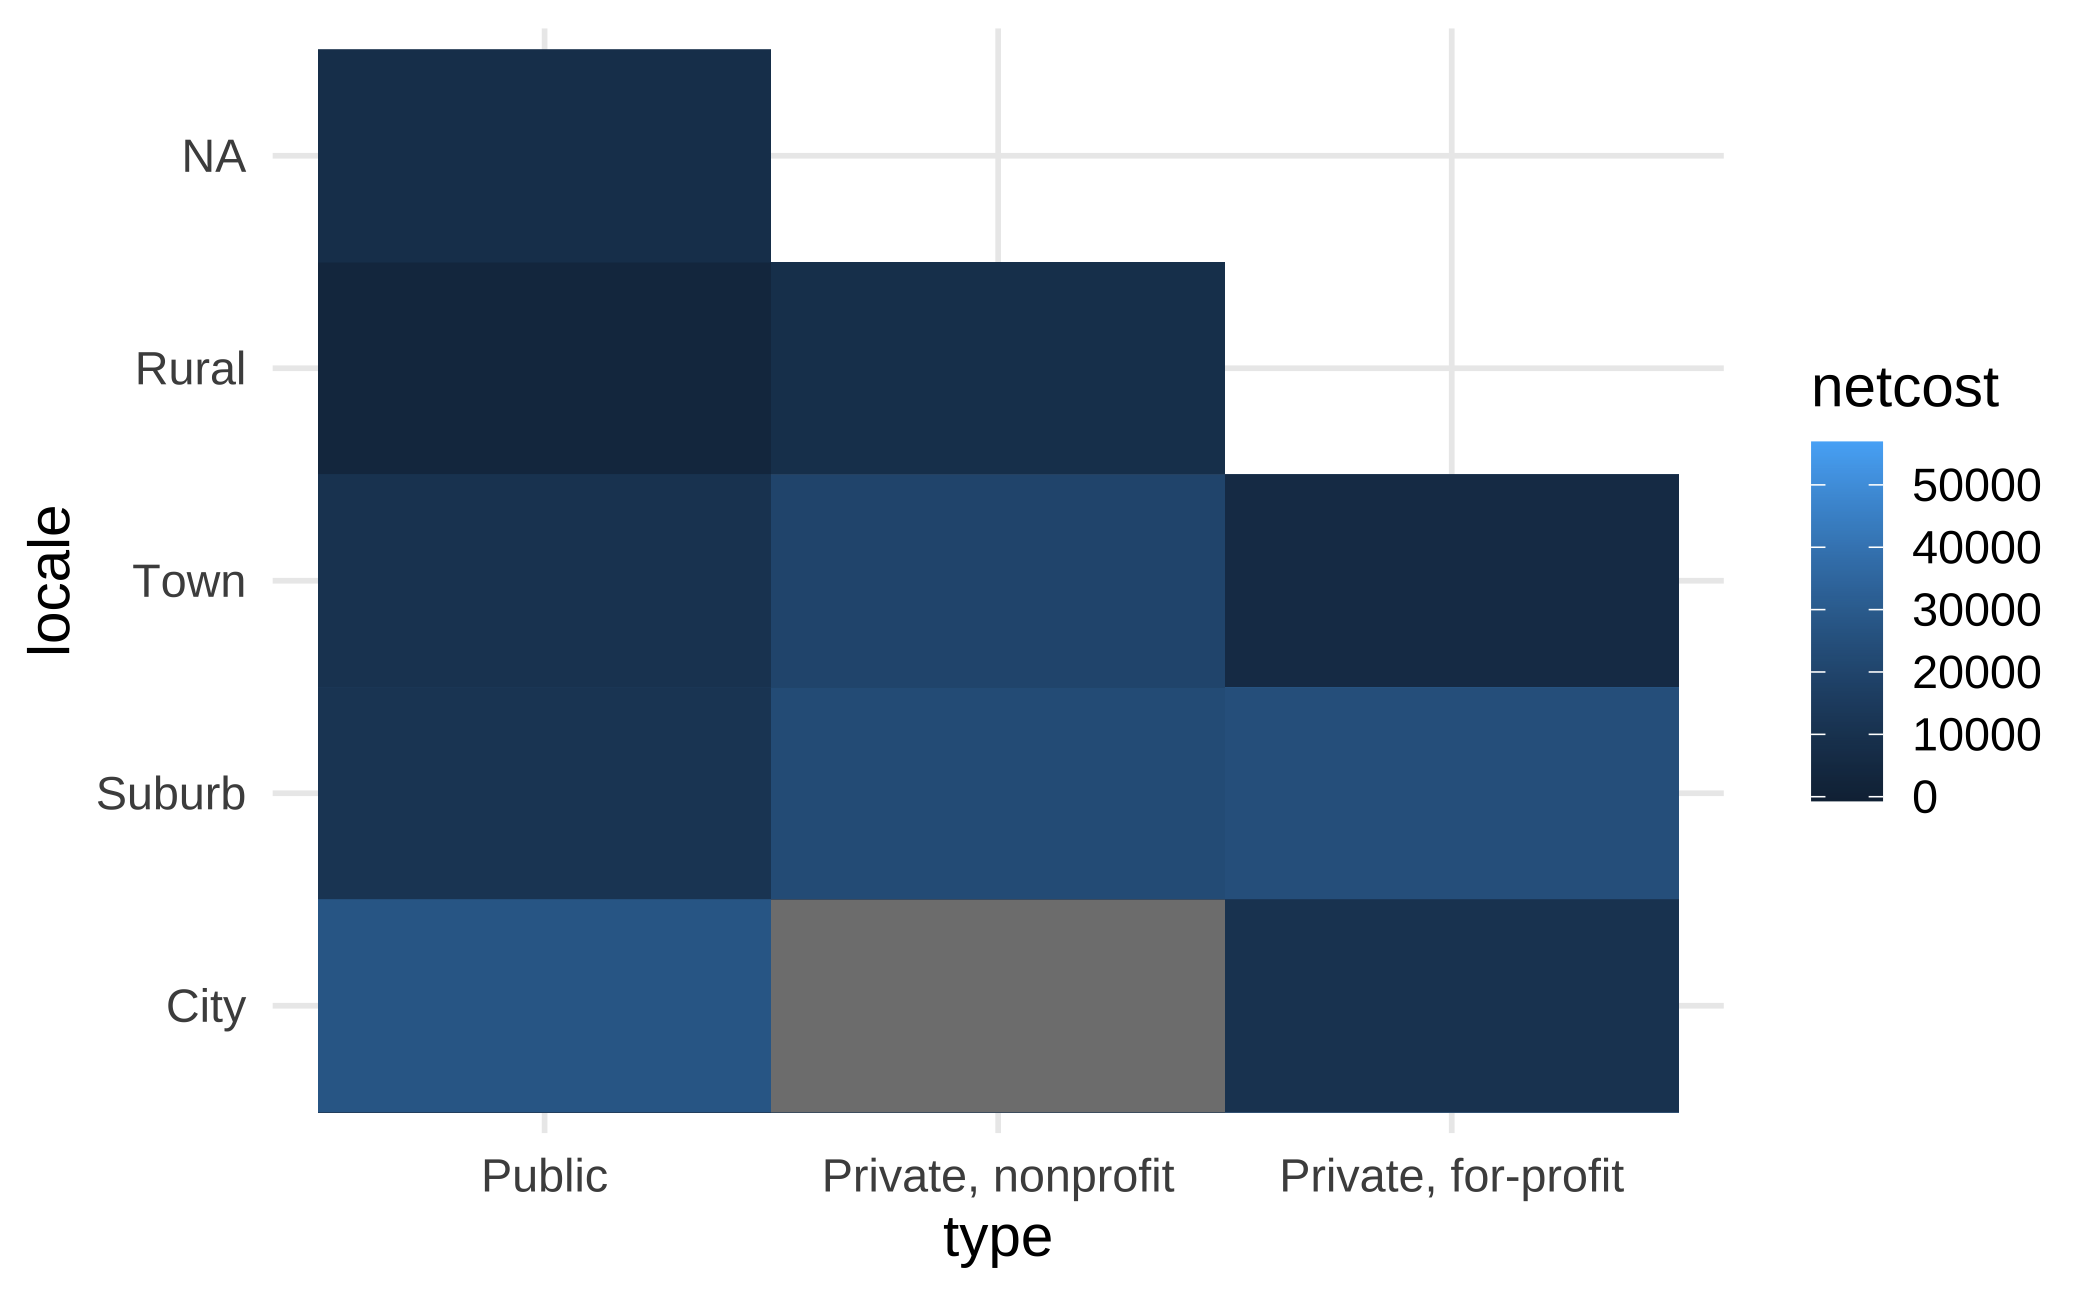 NA
Rural
Town
Suburb
City
locale
Public
Private, nonprofit
Private, for-profit
type
netcost
50000
40000
30000
20000
10000
0